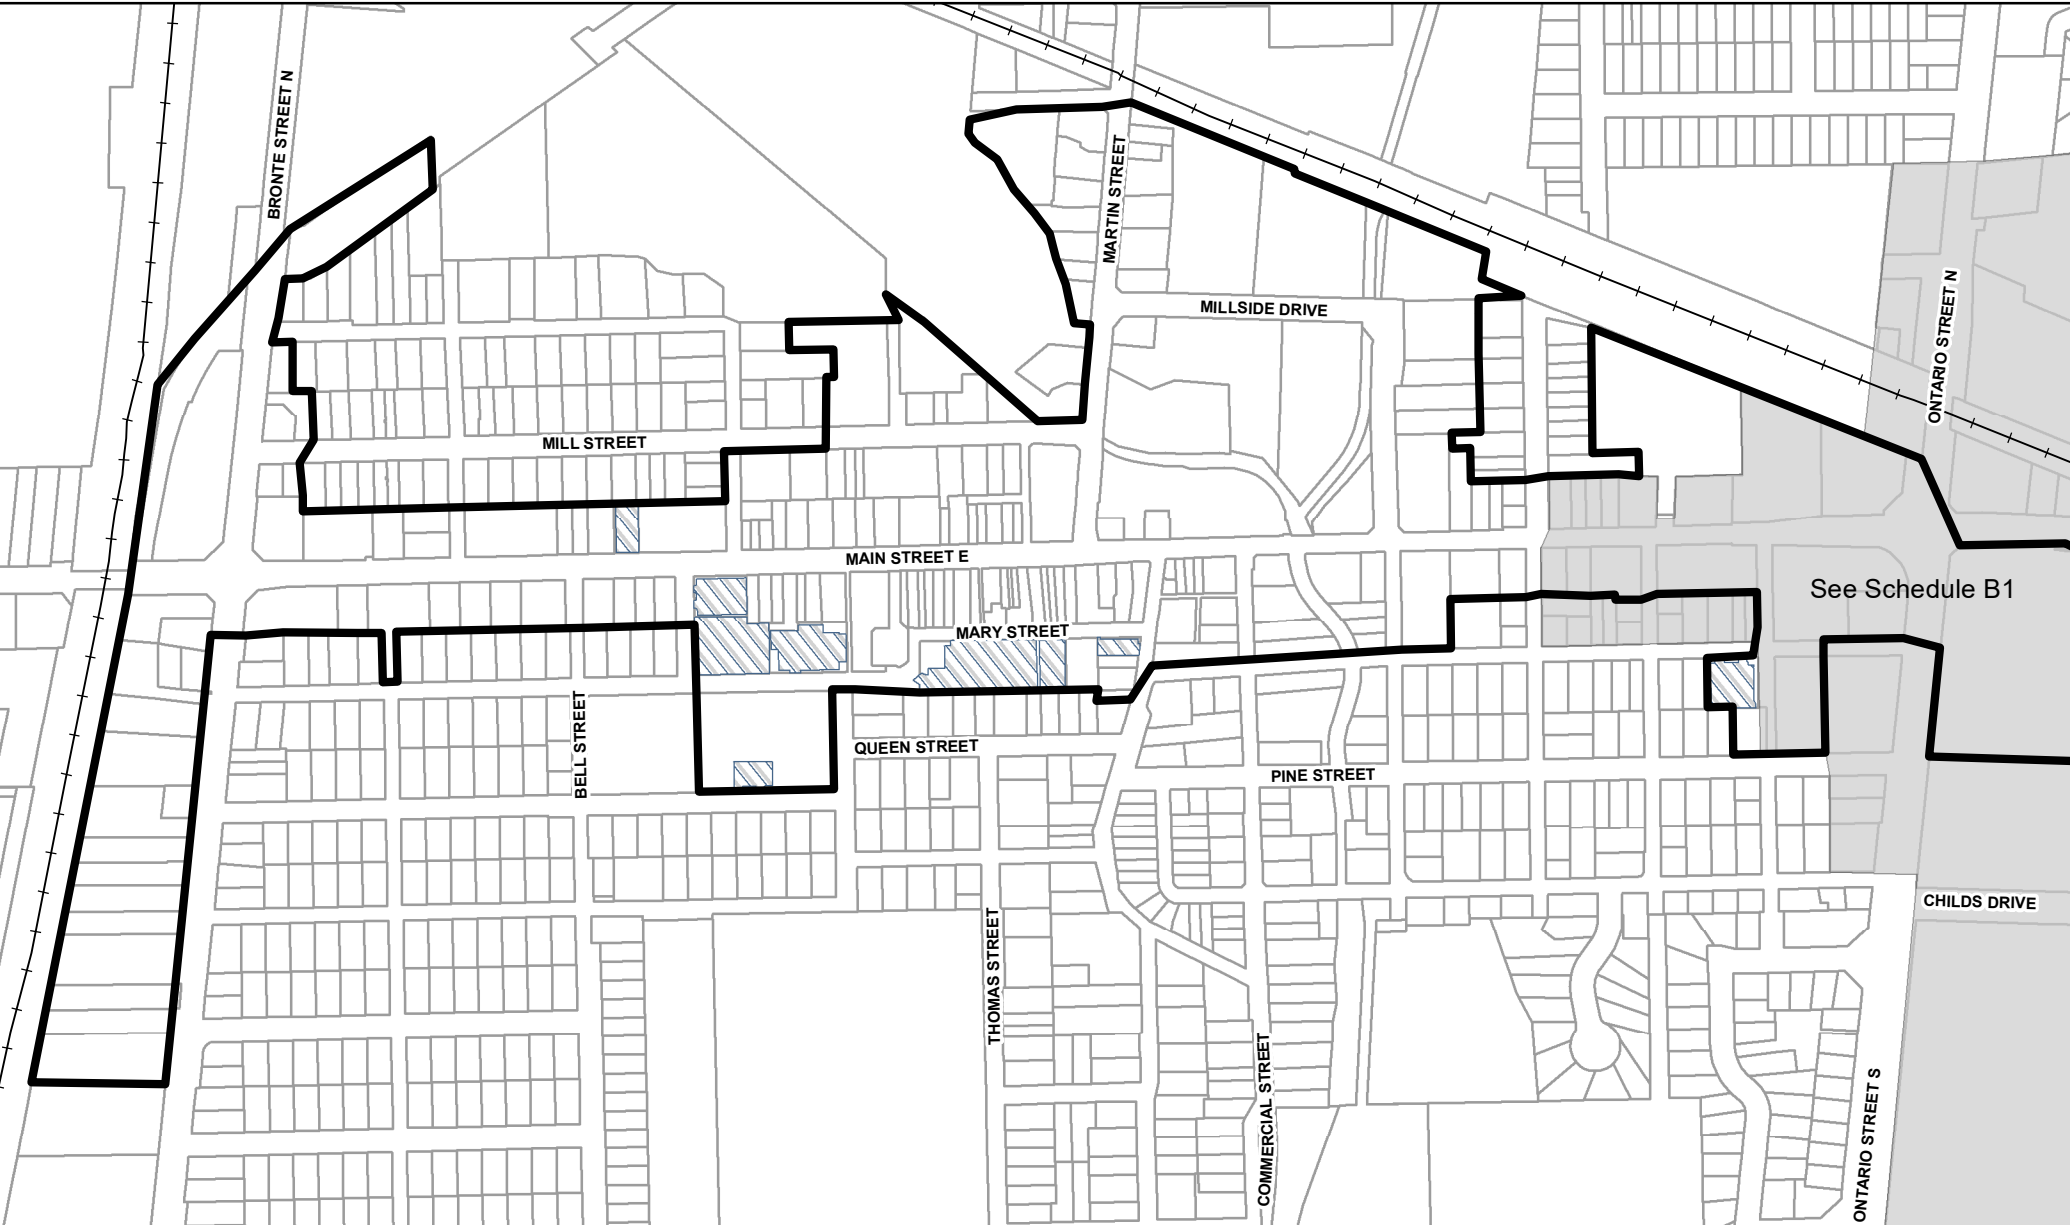 BRONTE STREET N
MARTIN STREET
MILLSIDE DRIVE
ONTARIO STREET N
MILL STREET
MAIN STREET E
See Schedule B1
MARY STREET
BELL STREET
QUEEN STREET
PINE STREET
CHILDS DRIVE
THOMAS STREET
COMMERCIAL STREET
ONTARIO STREET S